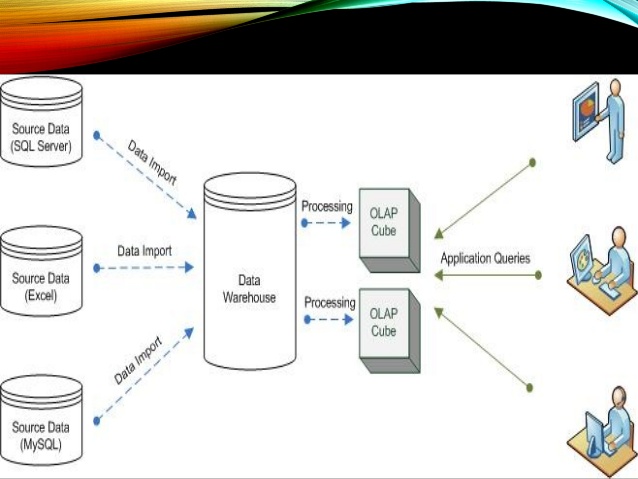 Source Data
(SQL Server)
Data Import
Source Data
(Excel)
Data Import
Source Data
(MySQL)
Data Import
Data
Warehouse
Processing
OLAP
Cube
Processing
OLAP
Cube
Application Queries